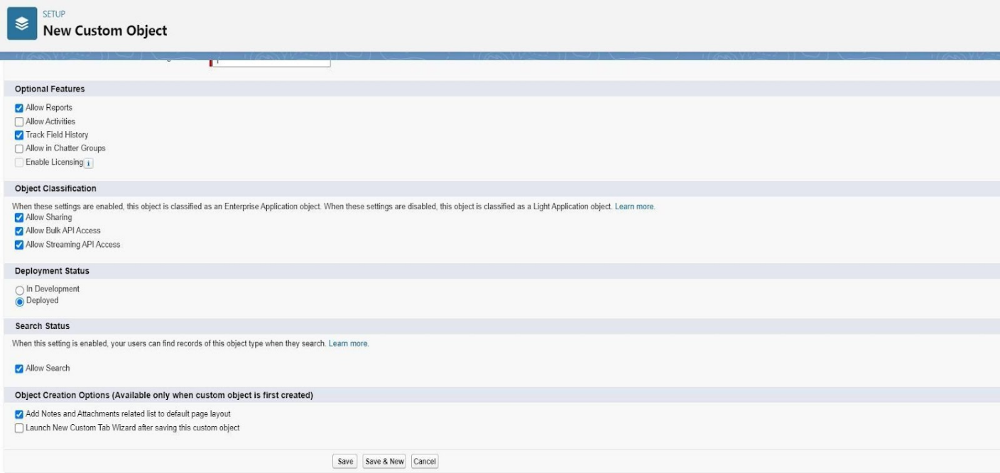 SETUP
New Custom Object
Optional Features
Allow Reports
Allow Activities
Track Field History
Allow in Chatter Groups
Enable Licensing i
Object Classification
When these settings are enabled, this object is classified as an Enterprise Application object. When these settings are disabled, this object is classified as a Light Application object. Learn more.
Allow Sharing
Allow Bulk API Access
Allow Streaming API Access
Deployment Status
In Development
Deployed
Search Status
When this setting is enabled, your users can find records of this object type when they search. Learn more.
Allow Search
Object Creation Options (Available only when custom object is first created)
Add Notes and Attachments related list to default page layout
Launch New Custom Tab Wizard after saving this custom object
Save Save & New Cancel